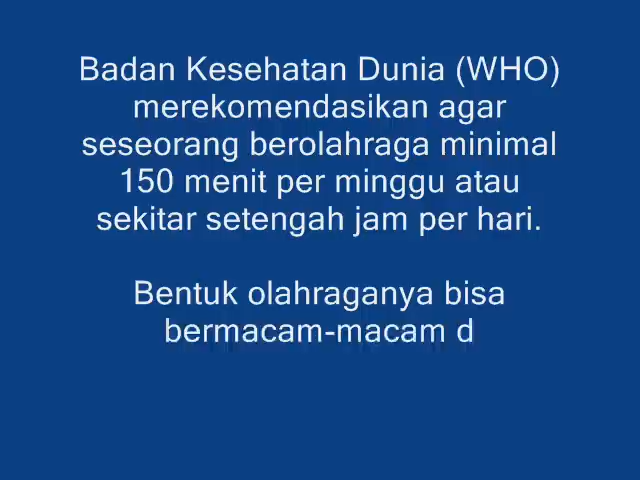 Badan Kesehatan Dunia (WHO)
merekomendasikan agar
seseorang berolahraga minimal
150 menit per minggu atau
sekitar setengah jam per hari.
Bentuk olahraganya bisa
bermacam-macam d